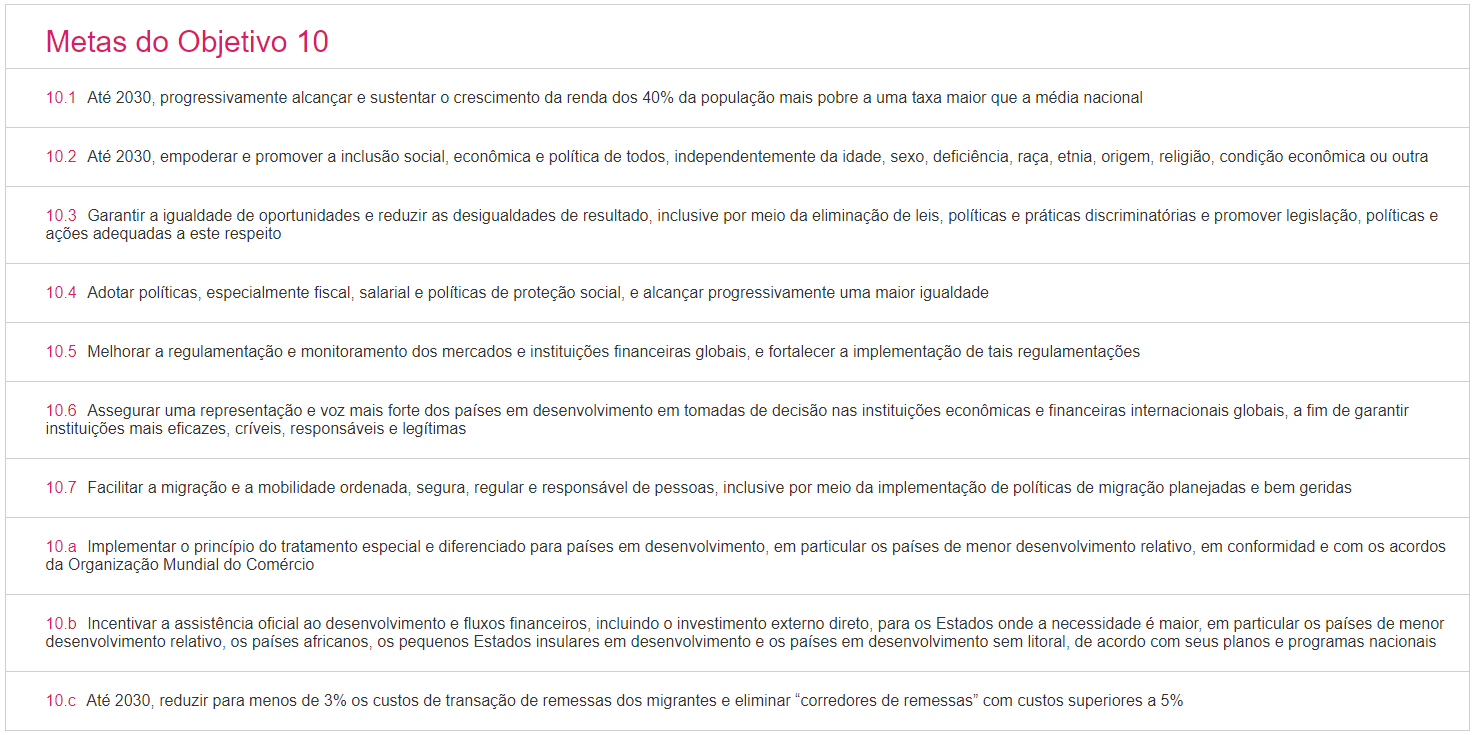 Metas do Objetivo 10
10.1 Até 2030, progressivamente alcançar e sustentar o crescimento da renda dos 40% da população mais pobre a uma taxa maior que a média nacional
10.2 Até 2030, empoderar e promover a inclusão social, econômica e política de todos, independentemente da idade, sexo, deficiência, raça, etnia, origem, religião, condição econômica ou outra
10.3 Garantir a igualdade de oportunidades e reduzir as desigualdades de resultado, inclusive por meio da eliminação de leis, políticas e práticas discriminatórias e promover legislação, políticas e
ações adequadas a este respeito
10.4 Adotar políticas, especialmente fiscal, salarial e políticas de proteção social, e alcançar progressivamente uma maior igualdade
10.5 Melhorar a regulamentação e monitoramento dos mercados e instituições financeiras globais, e fortalecer a implementação de tais regulamentações
10.6 Assegurar uma representação e voz mais forte dos países em desenvolvimento em tomadas de decisão nas instituições econômicas e financeiras internacionais globais, a fim de garantir
instituições mais eficazes, críveis, responsáveis e legítimas
10.7 Facilitar a migração e a mobilidade ordenada, segura, regular e responsável de pessoas, inclusive por meio da implementação de políticas de migração planejadas e bem geridas
10.a Implementar o princípio do tratamento especial e diferenciado para países em desenvolvimento, em particular os países de menor desenvolvimento relativo, em conformidad e com os acordos
da Organização Mundial do Comércio
10.b Incentivar a assistência oficial ao desenvolvimento e fluxos financeiros, incluindo o investimento externo direto, para os Estados onde a necessidade é maior, em particular os países de menor
desenvolvimento relativo, os países africanos, os pequenos Estados insulares em desenvolvimento e os países em desenvolvimento sem litoral, de acordo com seus planos e programas nacionais
10.c Até 2030, reduzir para menos de 3% os custos de transação de remessas dos migrantes e eliminar “corredores de remessas” com custos superiores a 5%